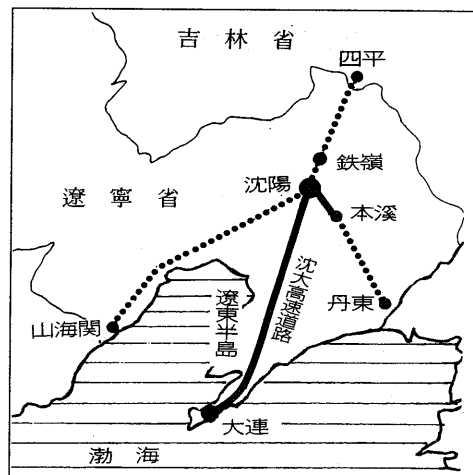 吉林省
四平
鉄嶺
瀋陽
遼寧省
本溪
沈大高速道路
遼東半島
丹東
山海関
大連
渤海